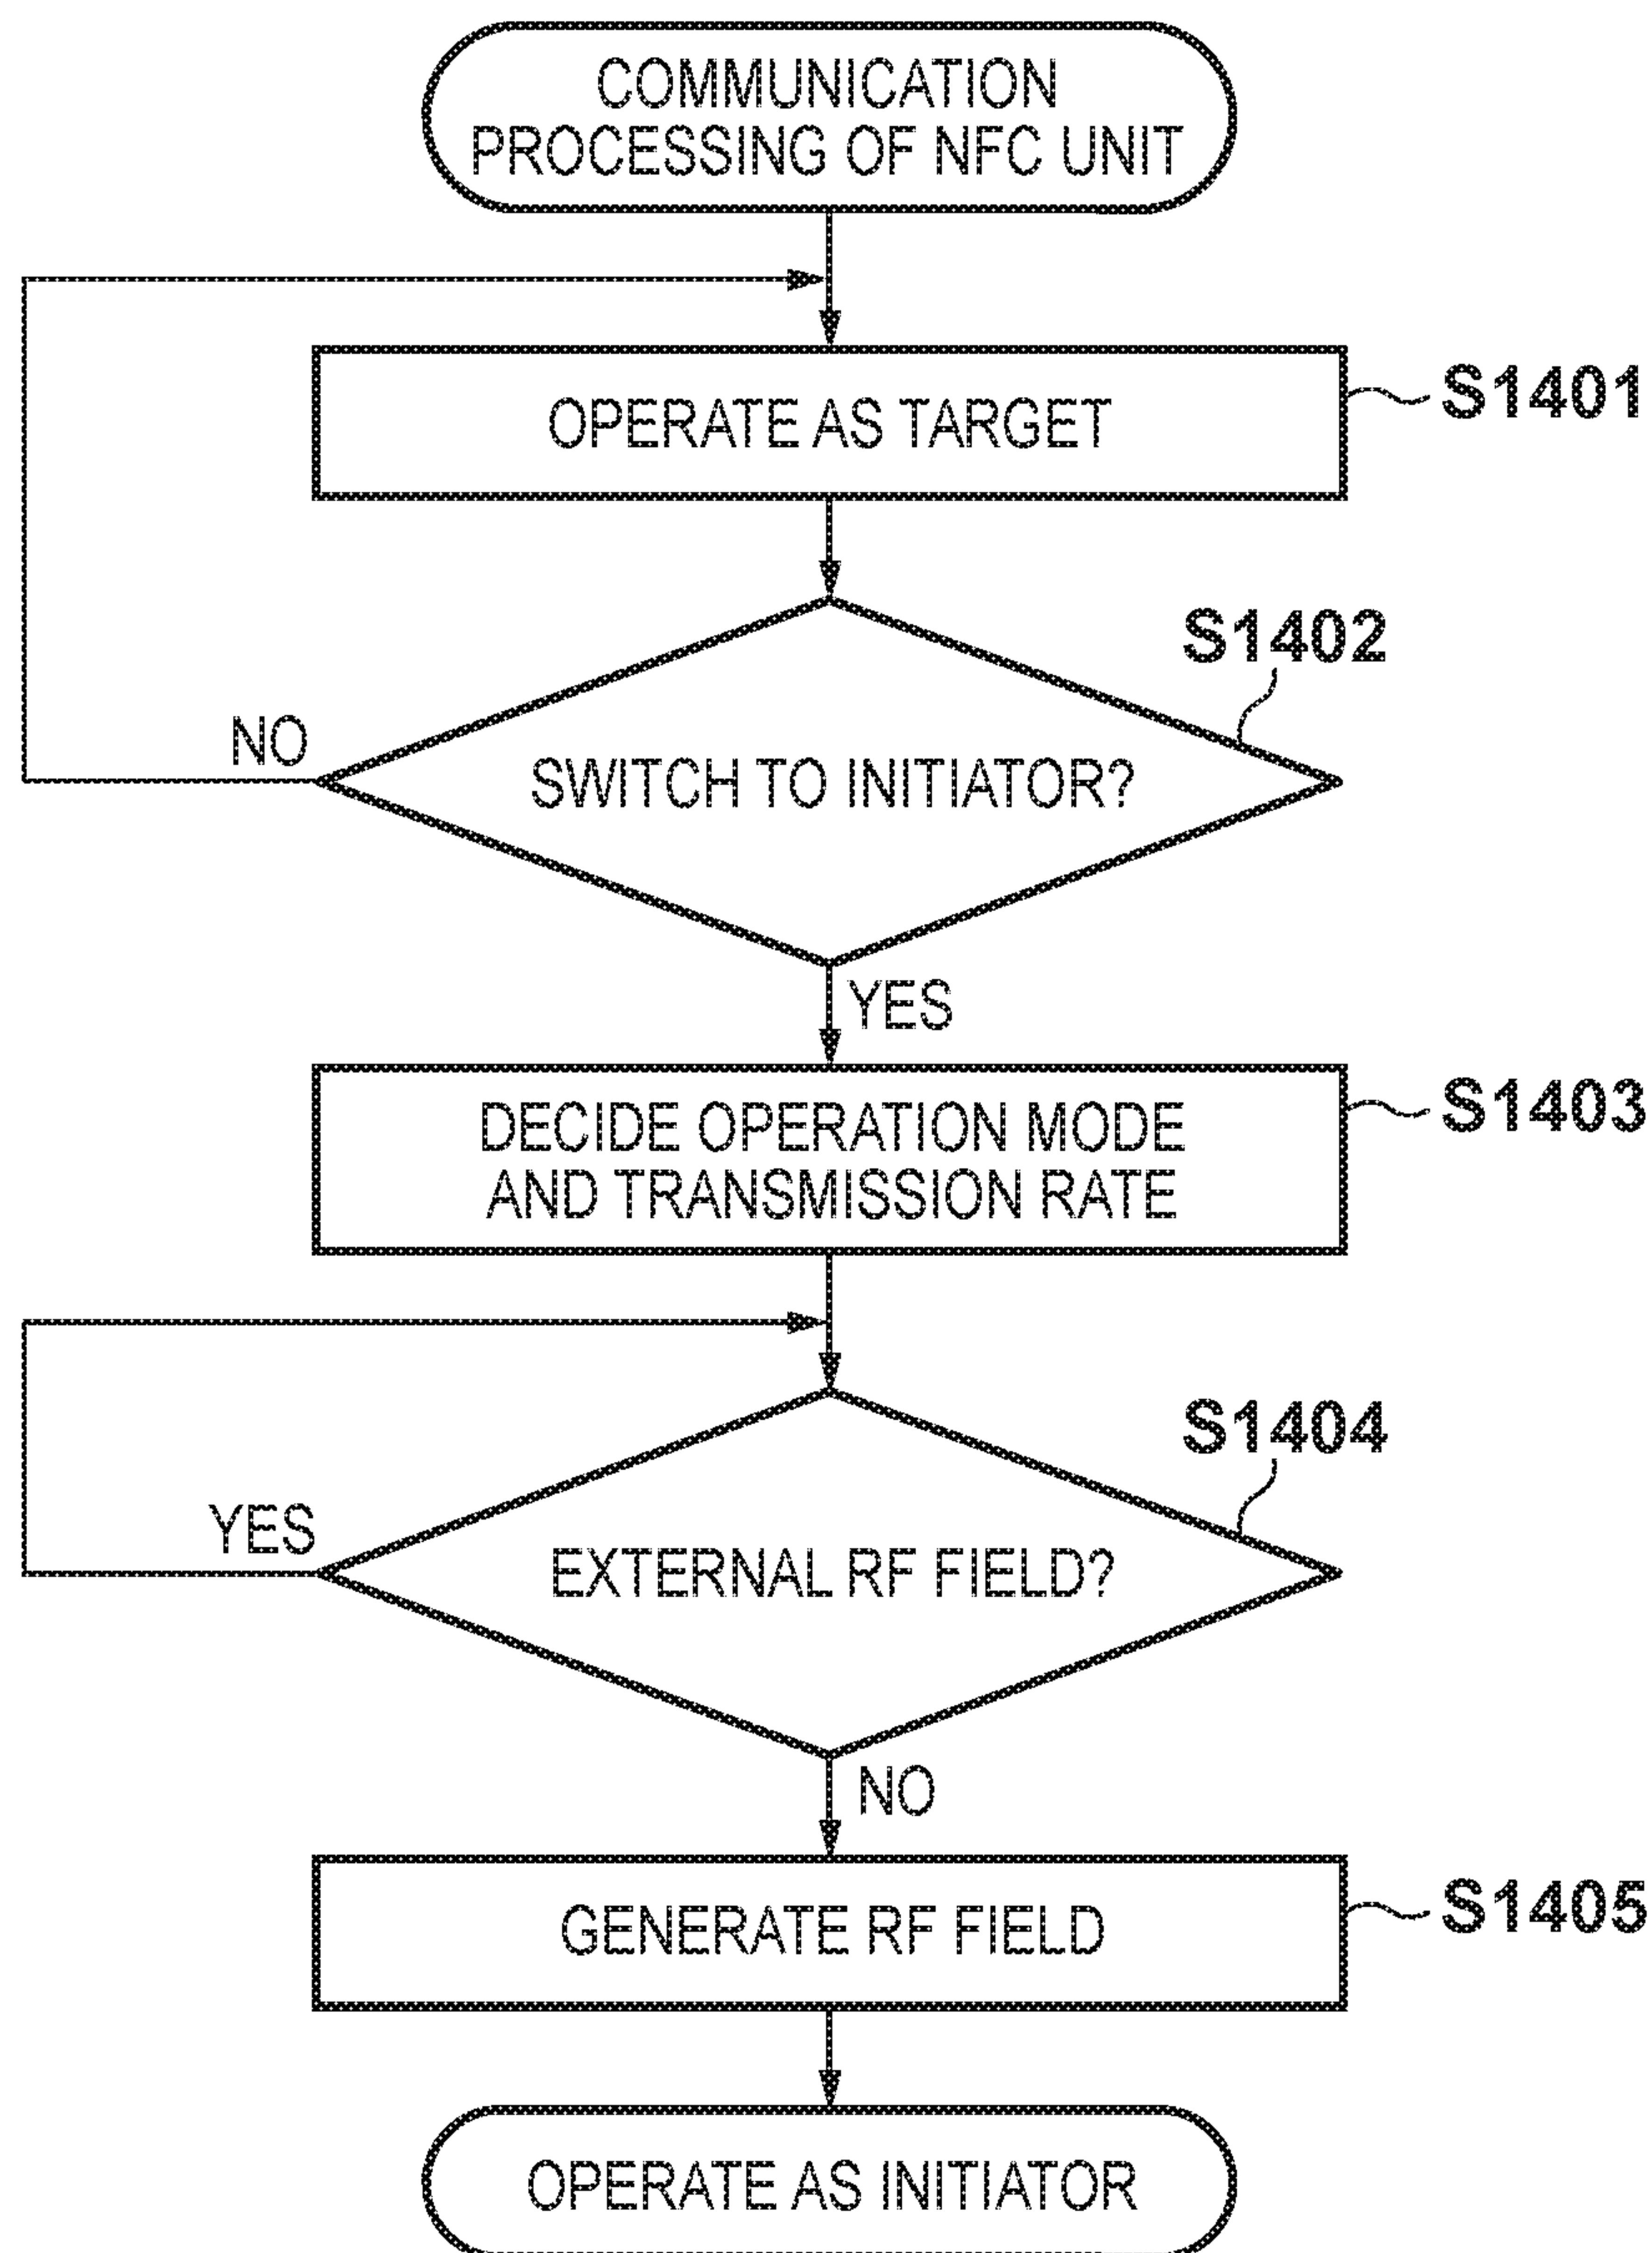 COMMUNICATION
PROCESSING OF NFC UNIT
OPERATE AS TARGET
S1401
S1402
NO
SWITCH TO INITIATOR?
YES
DECIDE OPERATION MODE
AND TRANSMISSION RATE
S1403
S1404
YES
EXTERNAL RF FIELD?
NO
GENERATE RF FIELD
S1405
OPERATE AS INITIATOR